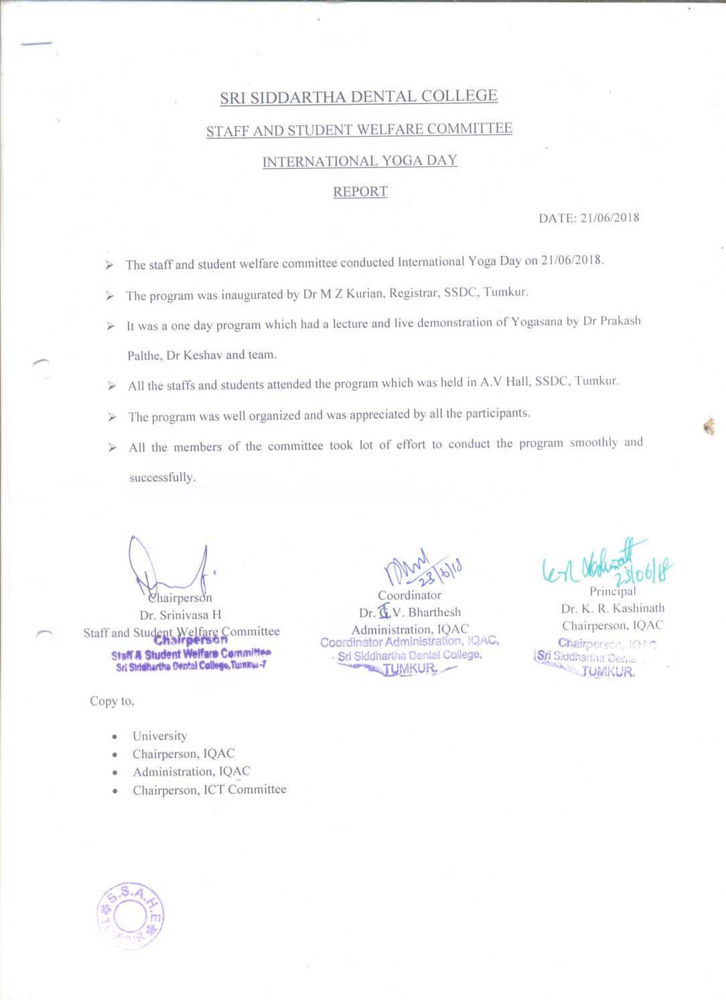 SRI SIDDARTHA DENTAL COLLEGE
STAFF AND STUDENT WELFARE COMMITTEE
INTERNATIONAL YOGA DAY
REPORT
DATE: 21/06/2018
➢ The staff and student welfare committee conducted International Yoga Day on 21/06/2018.
➢ The program was inaugurated by Dr M Z Kurian, Registrar, SSDC, Tumkur.
➢ It was a one day program which had a lecture and live demonstration of Yogasana by Dr Prakash
Palthe, Dr Keshav and team.
➢ All the staffs and students attended the program which was held in A.V Hall, SSDC, Tumkur.
➢ The program was well organized and was appreciated by all the participants.
➢ All the members of the committee took lot of effort to conduct the program smoothly and
successfully.
Chairperson
Dr. Srinivasa H
Staff and Student Welfare Committee
Chairperson
Staff & Student Welfare Committee
Sri Siddhartha Dental College, Tumkur-7
23/6/18
Coordinator
Dr. I.V. Bharthesh
Administration, IQAC
Coordinator Administration, IQAC,
Sri Siddhartha Dental College,
TUMKUR.
23/06/18
Principal
Dr. K. R. Kashinath
Chairperson, IQAC
Chairperson, IQAC
Sri Siddhartha
TUMKUR.
Copy to,
• University
• Chairperson, IQAC
• Administration, IQAC
• Chairperson, ICT Committee
S.S.A.H.E
TUMKUR